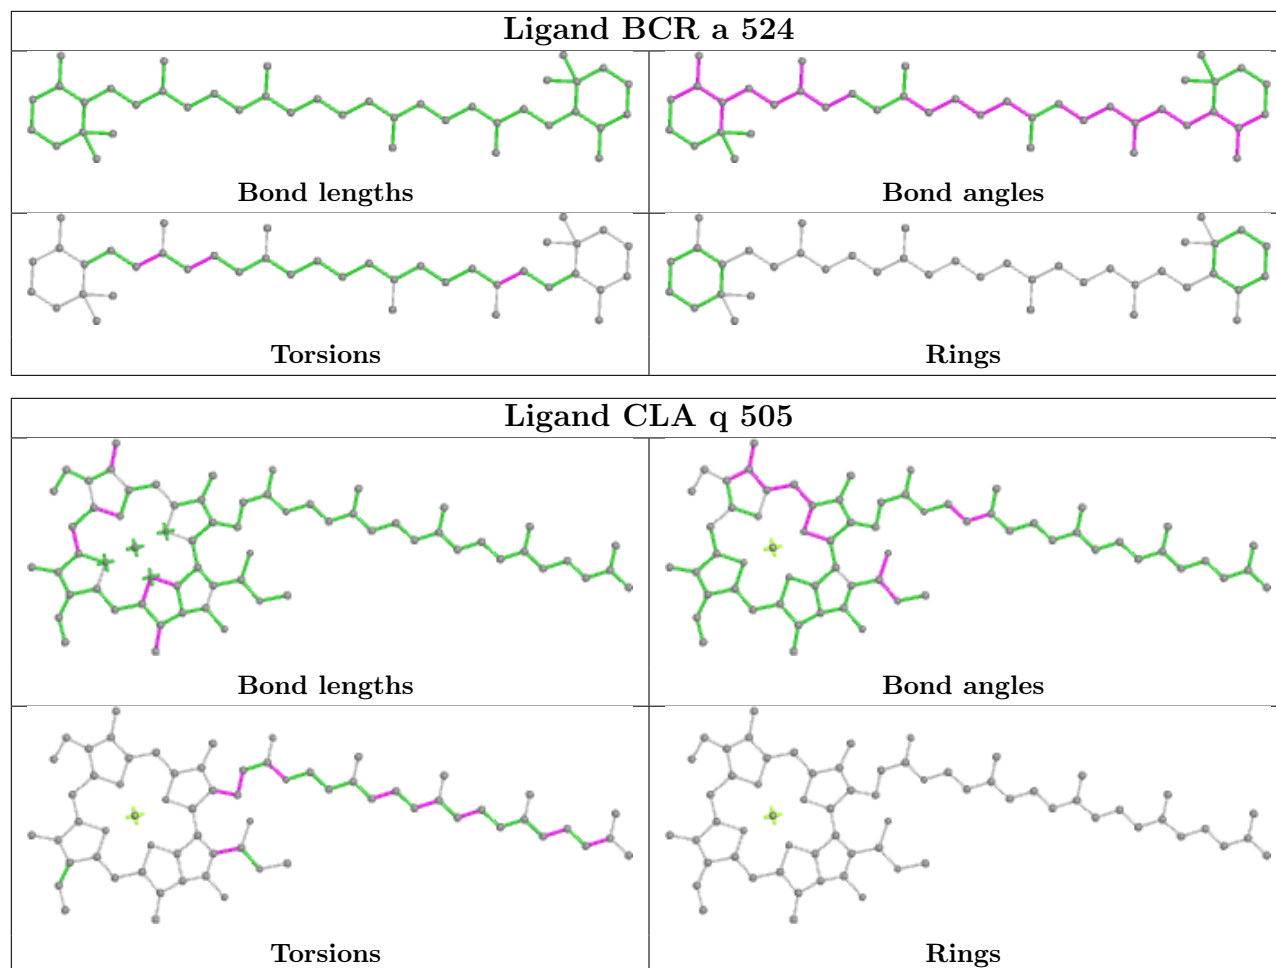 Ligand BCR a 524
Bond lengths
Bond angles
Torsions
Rings
Ligand CLA q 505
Bond lengths
Bond angles
Torsions
Rings